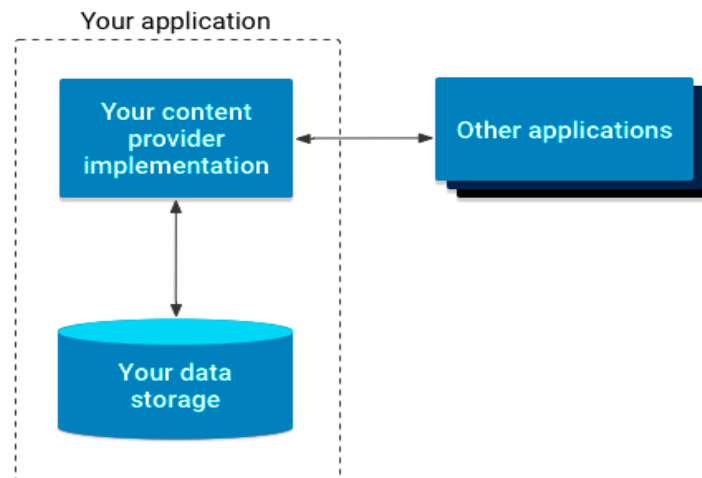 Your application
Your content
provider
implementation
Other applications
Your data
storage